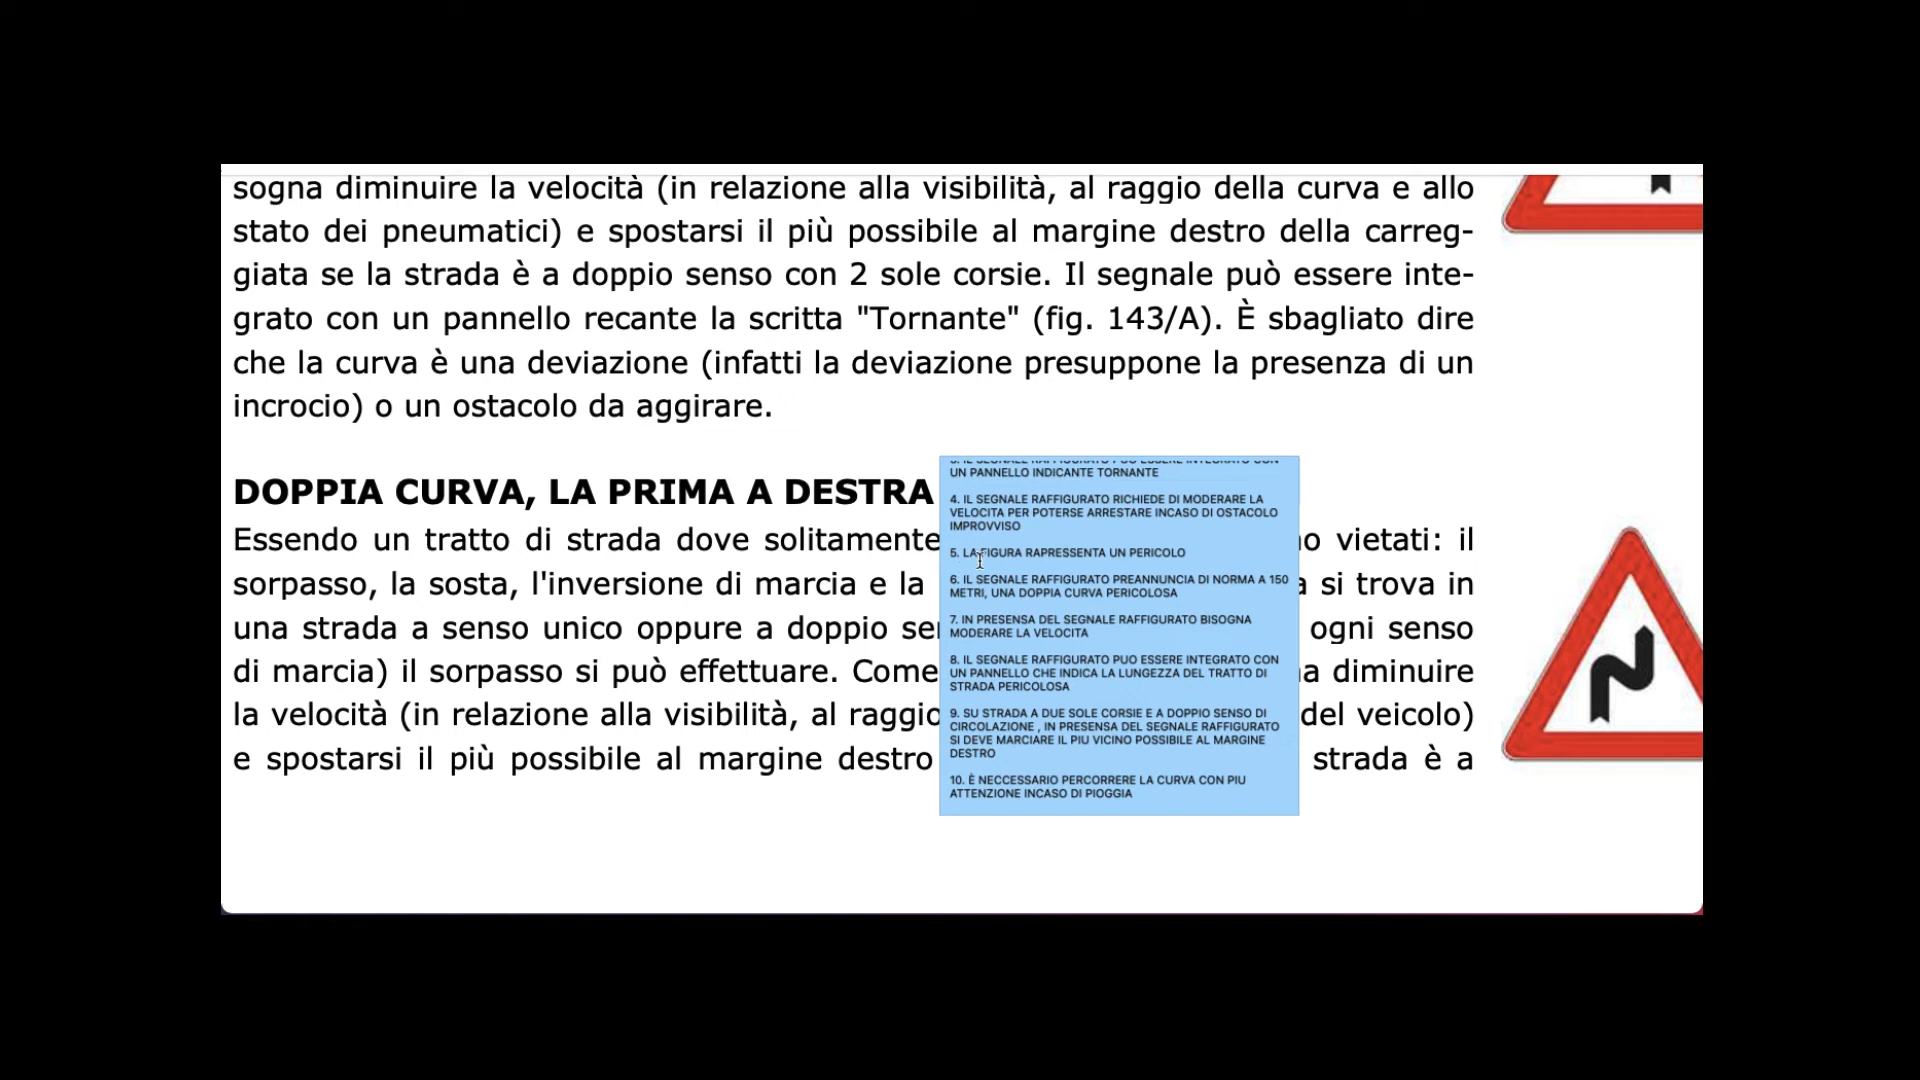 sogna diminuire la velocità (in relazione alla visibilità, al raggio della curva e allo
stato dei pneumatici) e spostarsi il più possibile al margine destro della carreg-
giata se la strada è a doppio senso con 2 sole corsie. Il segnale può essere inte-
grato con un pannello recante la scritta "Tornante" (fig. 143/A). È sbagliato dire
che la curva è una deviazione (infatti la deviazione presuppone la presenza di un
incrocio) o un ostacolo da aggirare.
DOPPIA CURVA, LA PRIMA A DESTRA
Essendo un tratto di strada dove solitamente
sorpasso, la sosta, l'inversione di marcia e la
una strada a senso unico oppure a doppio
di marcia) il sorpasso si può effettuare. Come
la velocità (in relazione alla visibilità, al raggio
e spostarsi il più possibile al margine destro
vietati: il
si trova in
ogni senso
diminuire
del veicolo)
strada è a
3. IL SEGNALE RAFFIGURATO PUO ESSERE INTEGRATO CON
UN PANNELLO INDICANTE TORNANTE
4. IL SEGNALE RAFFIGURATO RICHIEDE DI MODERARE LA
VELOCITA PER POTERSE ARRESTARE INCASO DI OSTACOLO
IMPROVVISO
5. LA FIGURA RAPRESSENTA UN PERICOLO
6. IL SEGNALE RAFFIGURATO PREANNUNCIA DI NORMA A 150
METRI, UNA DOPPIA CURVA PERICOLOSA
7. IN PRESENSA DEL SEGNALE RAFFIGURATO BISOGNA
MODERARE LA VELOCITA
8. IL SEGNALE RAFFIGURATO PUO ESSERE INTEGRATO CON
UN PANNELLO CHE INDICA LA LUNGEZZA DEL TRATTO DI
STRADA PERICOLOSA
9. SU STRADA A DUE SOLE CORSIE E A DOPPIO SENSO DI
CIRCOLAZIONE , IN PRESENSA DEL SEGNALE RAFFIGURATO
SI DEVE MARCIARE IL PIU VICINO POSSIBILE AL MARGINE
DESTRO
10. È NECCESSARIO PERCORRERE LA CURVA CON PIU
ATTENZIONE INCASO DI PIOGGIA